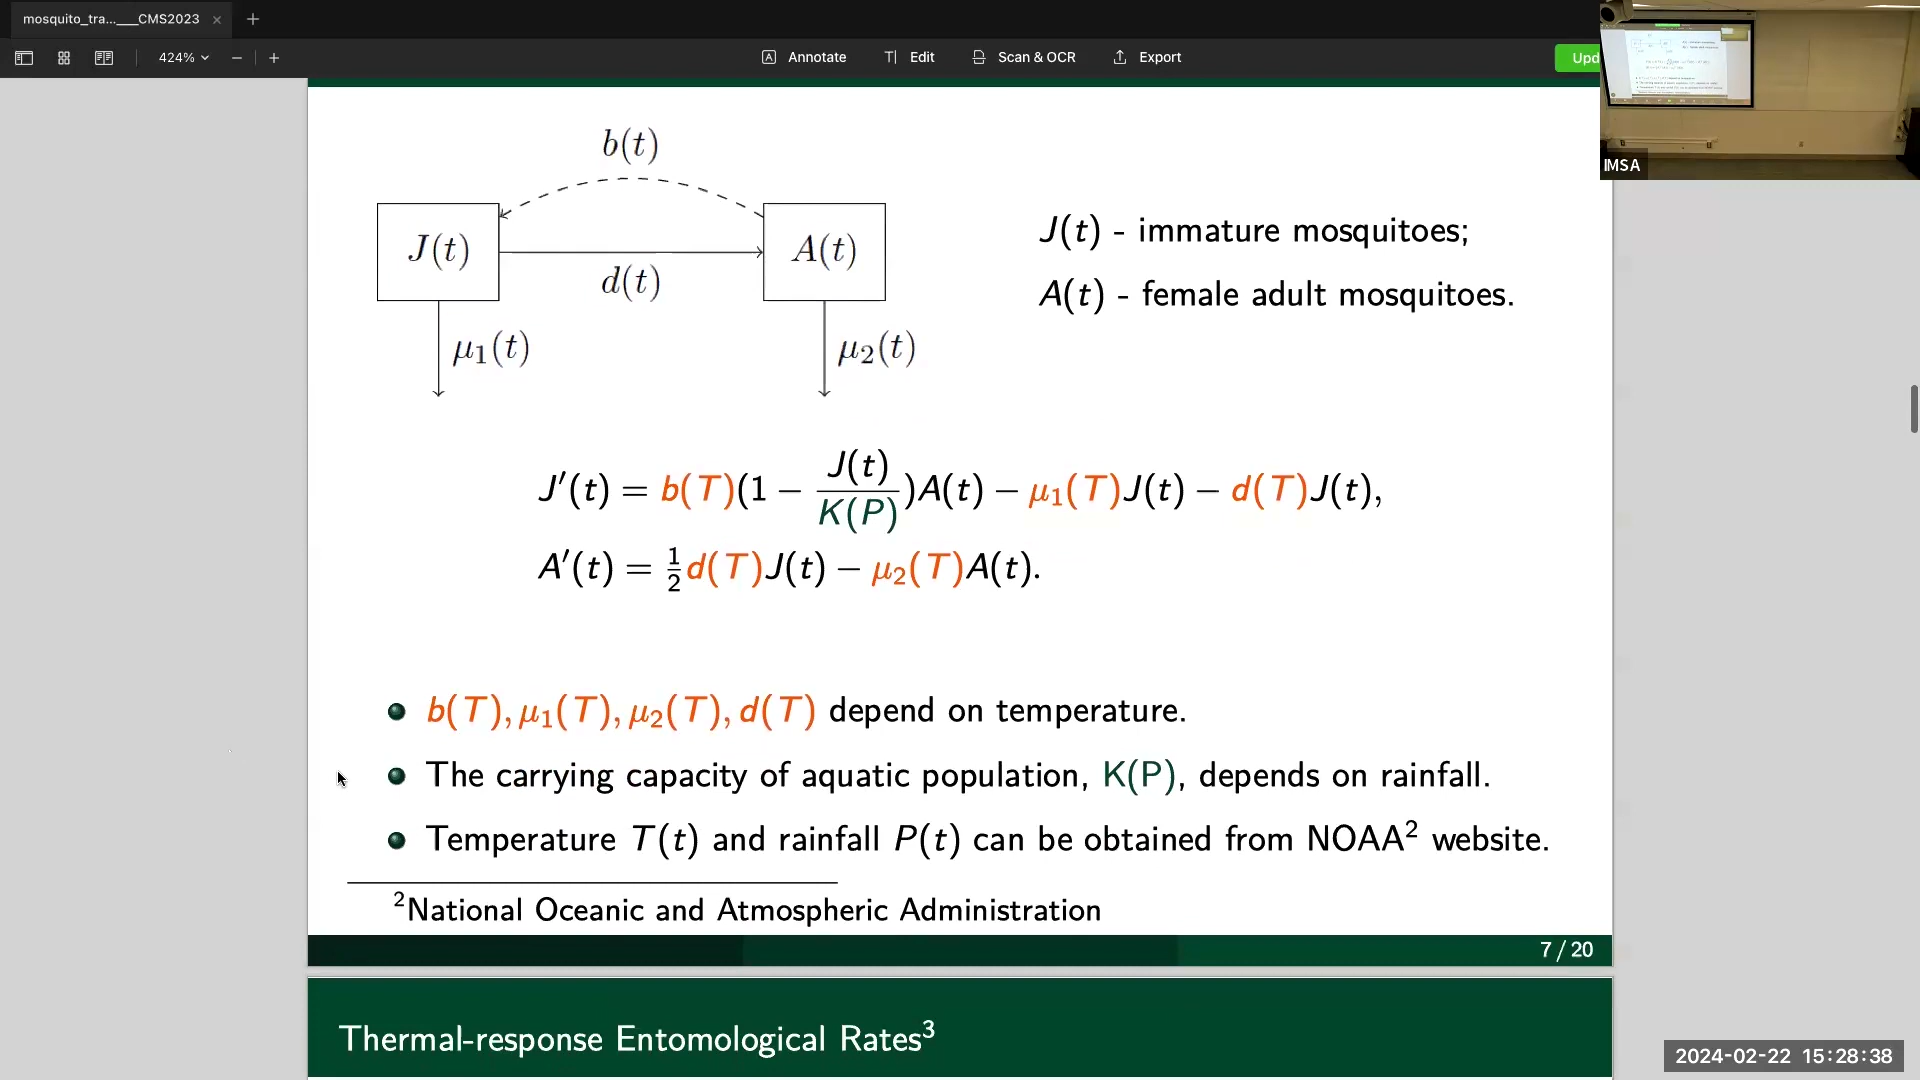 mosquito_tra...___CMS2023
424%
Annotate
Edit
Scan & OCR
Export
Upd
IMSA
b(t)
J(t)
A(t)
d(t)
μ1(t)
μ2(t)
J(t) - immature mosquitoes;
A(t) - female adult mosquitoes.
J′(t) = b(T)(1 − J(t)/K(P))A(t) − μ₁(T)J(t) − d(T)J(t),
A′(t) = ½d(T)J(t) − μ₂(T)A(t).
b(T), μ₁(T), μ₂(T), d(T) depend on temperature.
The carrying capacity of aquatic population, K(P), depends on rainfall.
Temperature T(t) and rainfall P(t) can be obtained from NOAA² website.
²National Oceanic and Atmospheric Administration
7 / 20
Thermal-response Entomological Rates³
2024-02-22 15:28:38